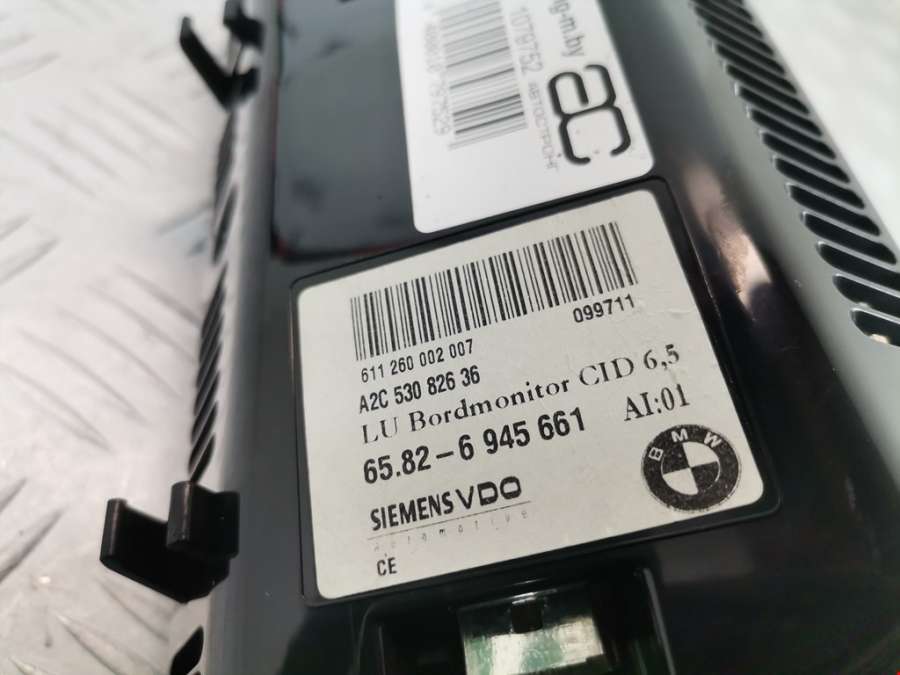 611 260 002 007
099711
A2C 530 826 36
LU Bordmonitor CID 6,5
65.82-6 945 661
AI:01
BMW
SIEMENS VDO
automotive
CE